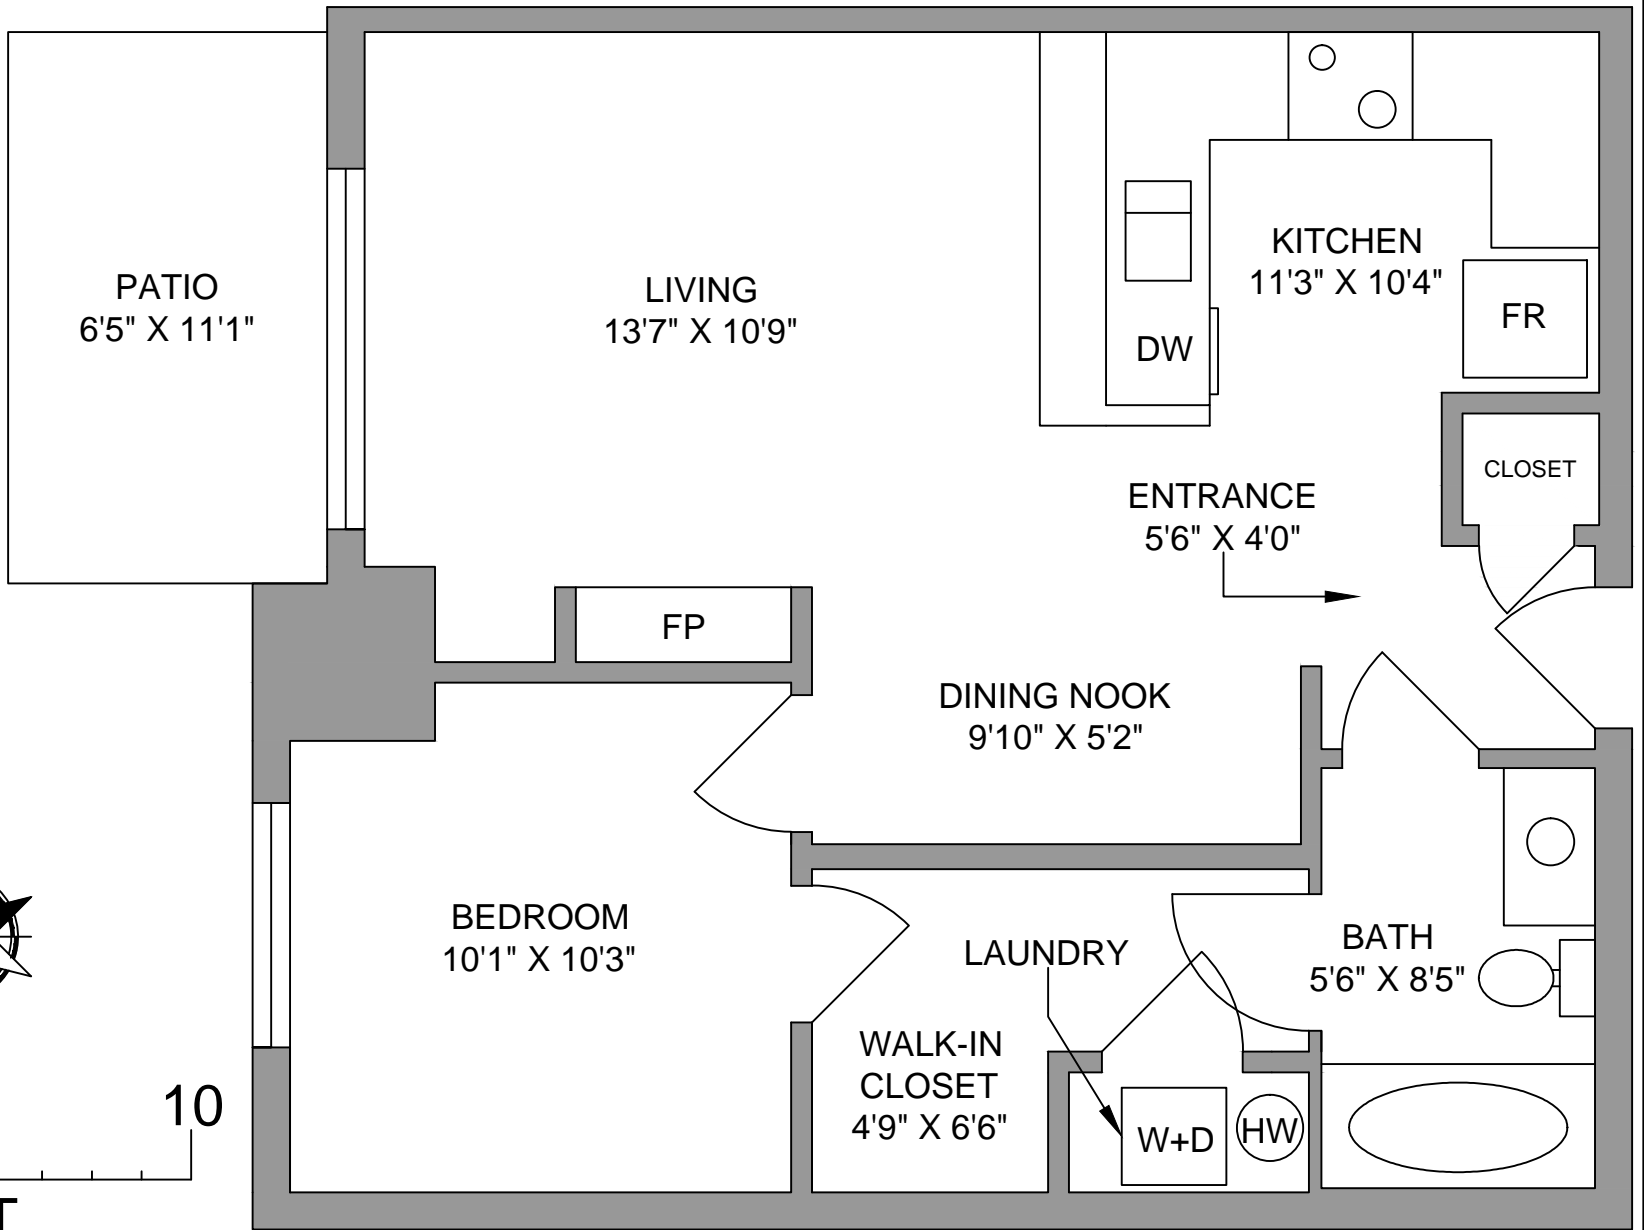 PATIO
6'5" X 11'1"
LIVING
13'7" X 10'9"
KITCHEN
11'3" X 10'4"
FR
DW
CLOSET
ENTRANCE
5'6" X 4'0"
FP
DINING NOOK
9'10" X 5'2"
BEDROOM
10'1" X 10'3"
LAUNDRY
BATH
5'6" X 8'5"
WALK-IN
CLOSET
4'9" X 6'6"
W+D
HW
10